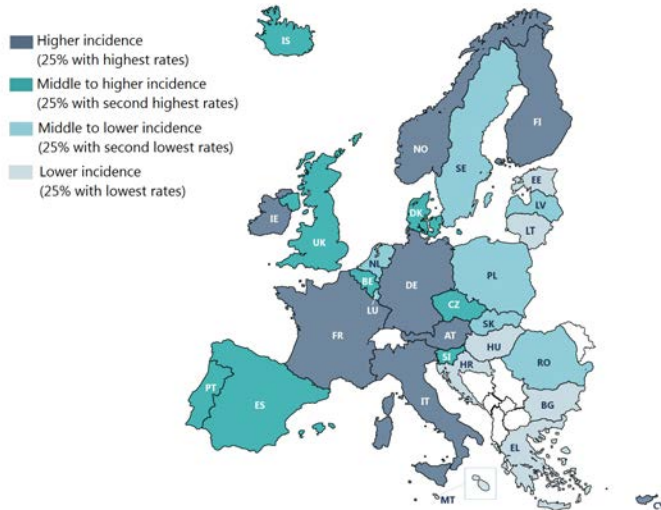 Higher incidence
(25% with highest rates)
Middle to higher incidence
(25% with second highest rates)
Middle to lower incidence
(25% with second lowest rates)
Lower incidence
(25% with lowest rates)
IS
FI
NO
SE
EE
LV
LT
DK
IE
UK
NL
BE
DE
PL
LU
CZ
SK
FR
AT
HU
SI
HR
RO
PT
ES
IT
BG
EL
MT
CY